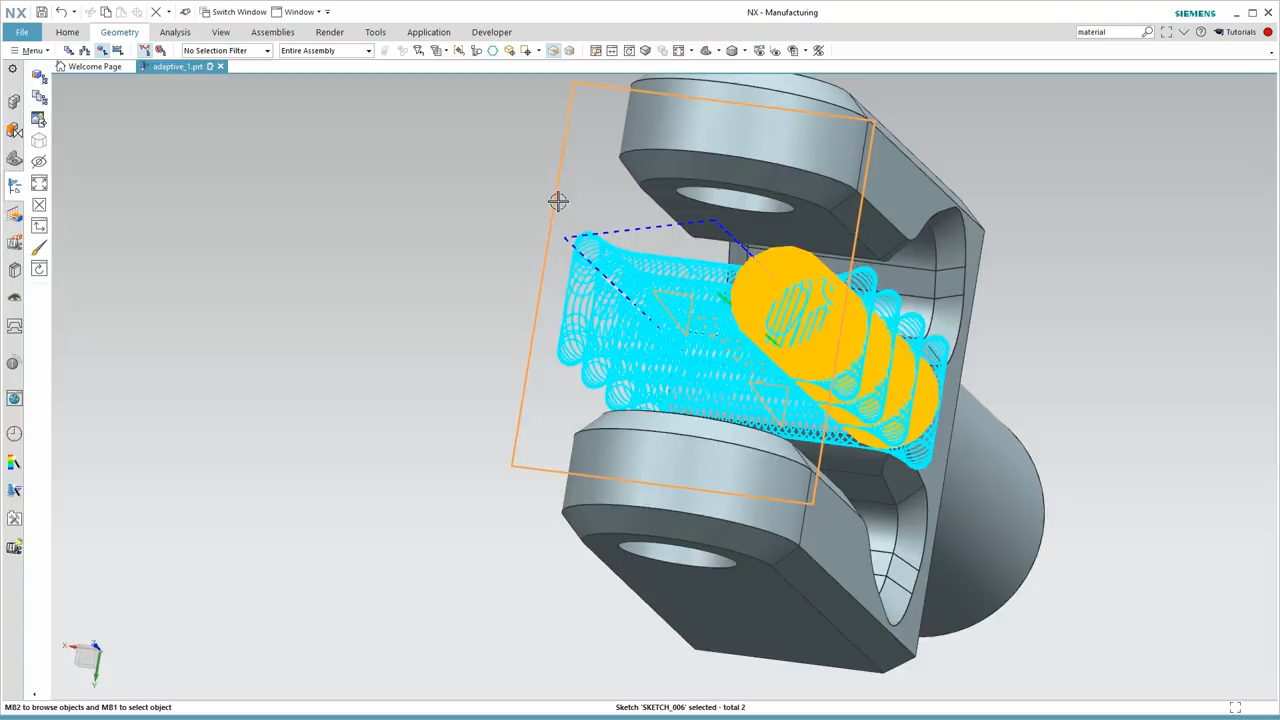 NX
Switch Window
Window
NX - Manufacturing
SIEMENS
File
Home
Geometry
Analysis
View
Assemblies
Render
Tools
Application
Developer
material
Tutorials
Menu
No Selection Filter
Entire Assembly
Welcome Page
adaptive_1.prt
X
Z
Y
MB2 to browse objects and MB1 to select object
Sketch 'SKETCH_006' selected - total 2